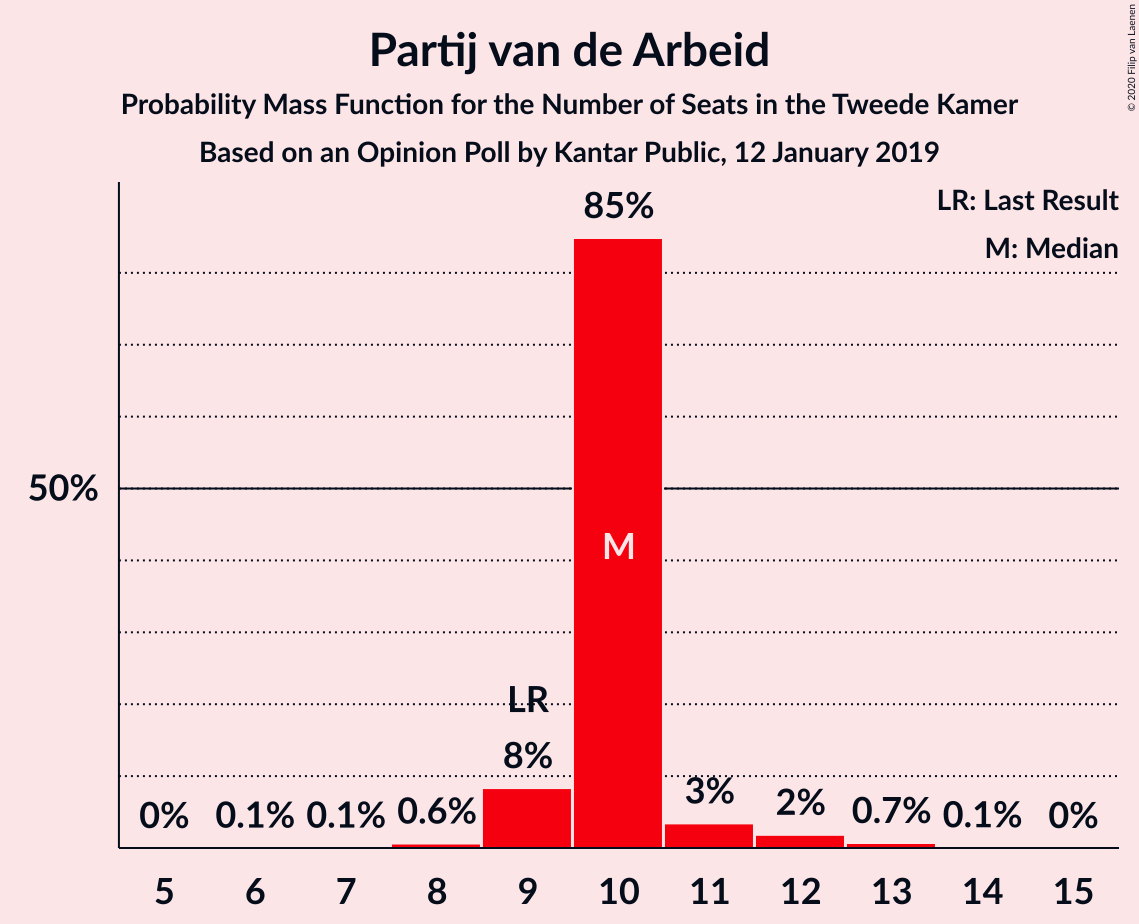 Partij van de Arbeid
Probability Mass Function for the Number of Seats in the Tweede Kamer
Based on an Opinion Poll by Kantar Public, 12 January 2019
© 2020 Filip van Laenen
LR: Last Result
M: Median
85%
50%
M
LR
8%
0% 0.1% 0.1% 0.6% 3% 2% 0.7% 0.1% 0%
5 6 7 8 9 10 11 12 13 14 15